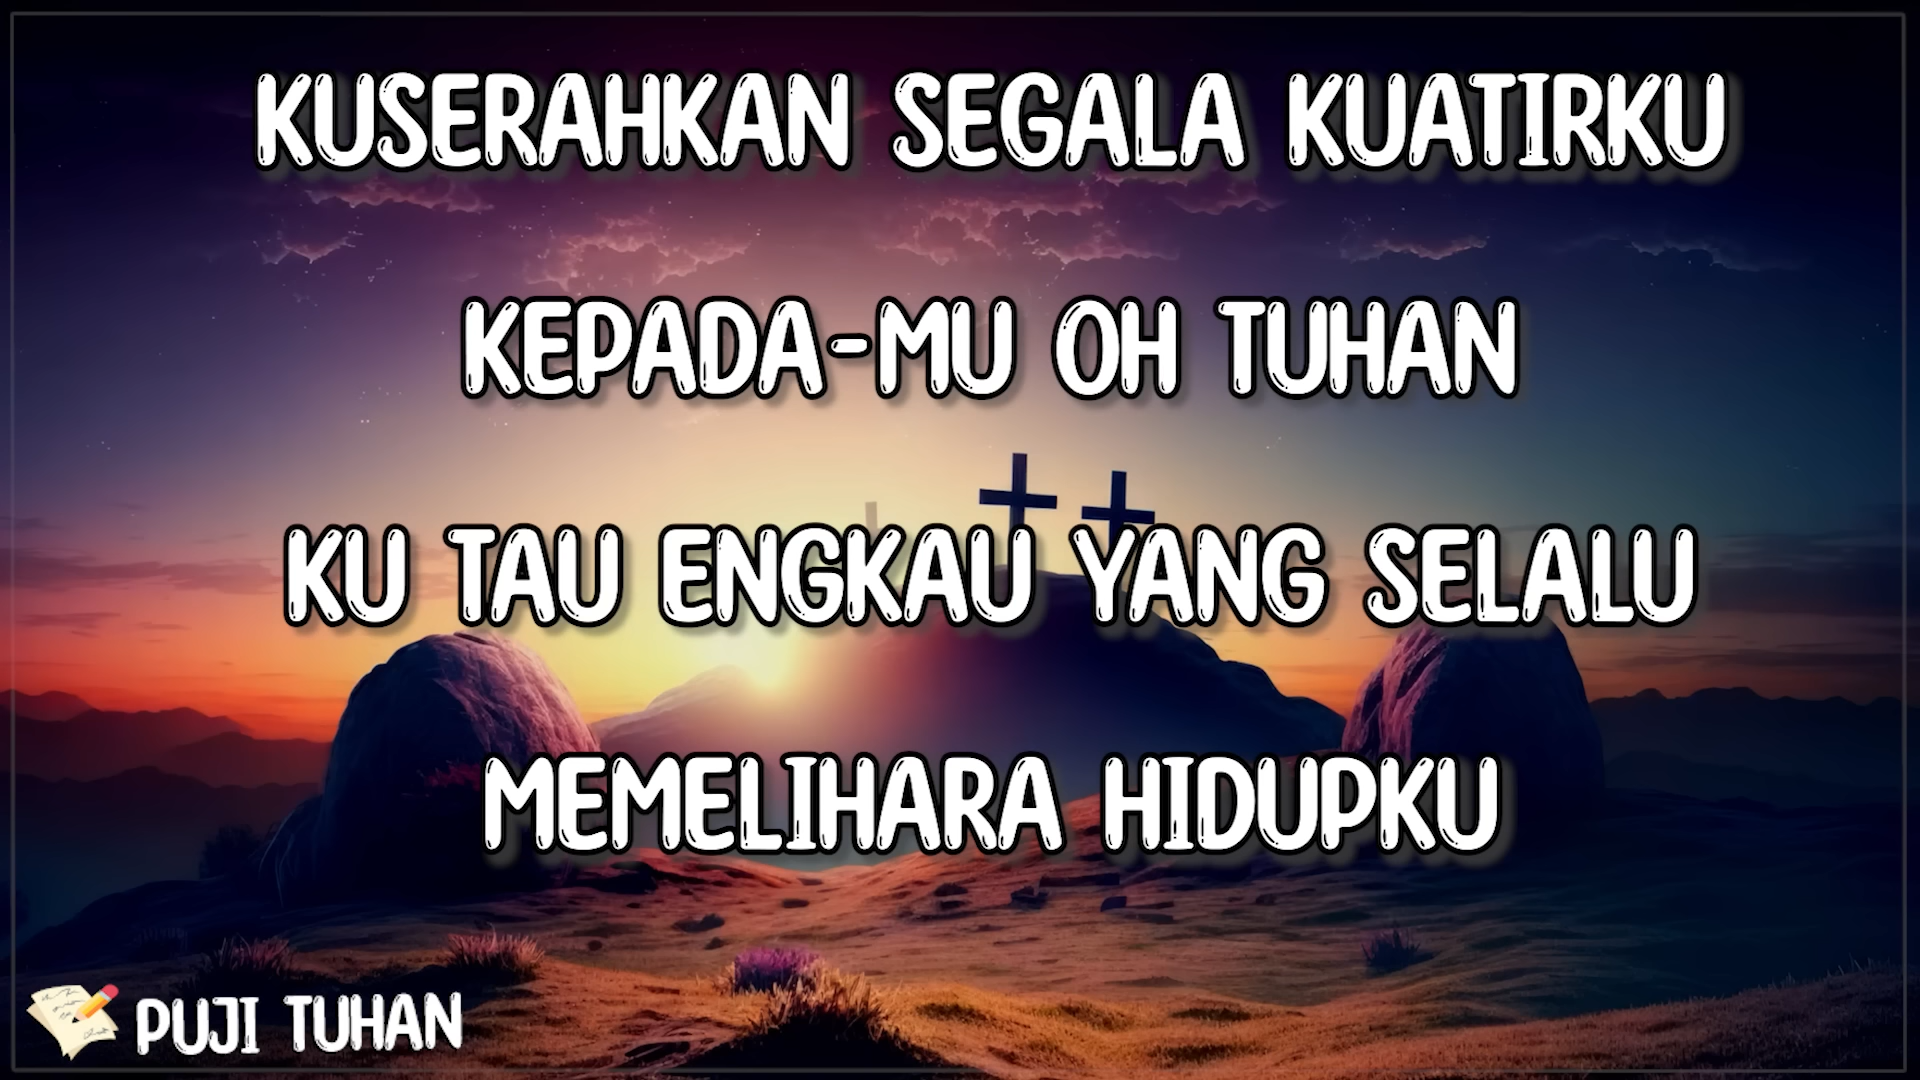 KUSERAHKAN SEGALA KUATIRKU
KEPADA-MU OH TUHAN
KU TAU ENGKAU YANG SELALU
MEMELIHARA HIDUPKU
PUJI TUHAN